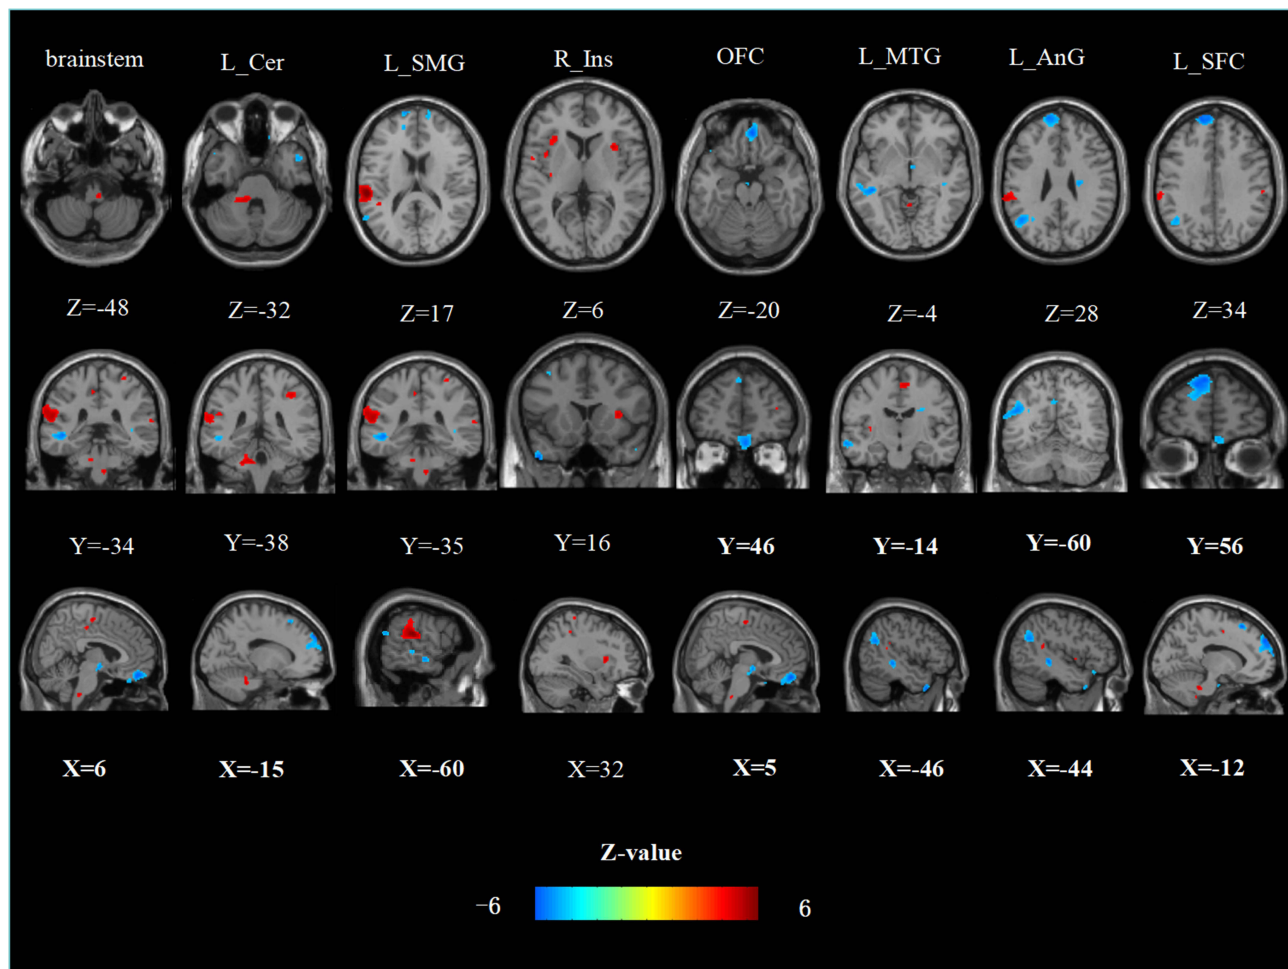 brainstem L_Cer L_SMG R_Ins OFC L_MTG L_AnG L_SFC
Z=-48 Z=-32 Z=17 Z=6 Z=-20 Z=-4 Z=28 Z=34
Y=-34 Y=-38 Y=-35 Y=16 Y=46 Y=-14 Y=-60 Y=56
X=6 X=-15 X=-60 X=32 X=5 X=-46 X=-44 X=-12
Z-value
−6 6